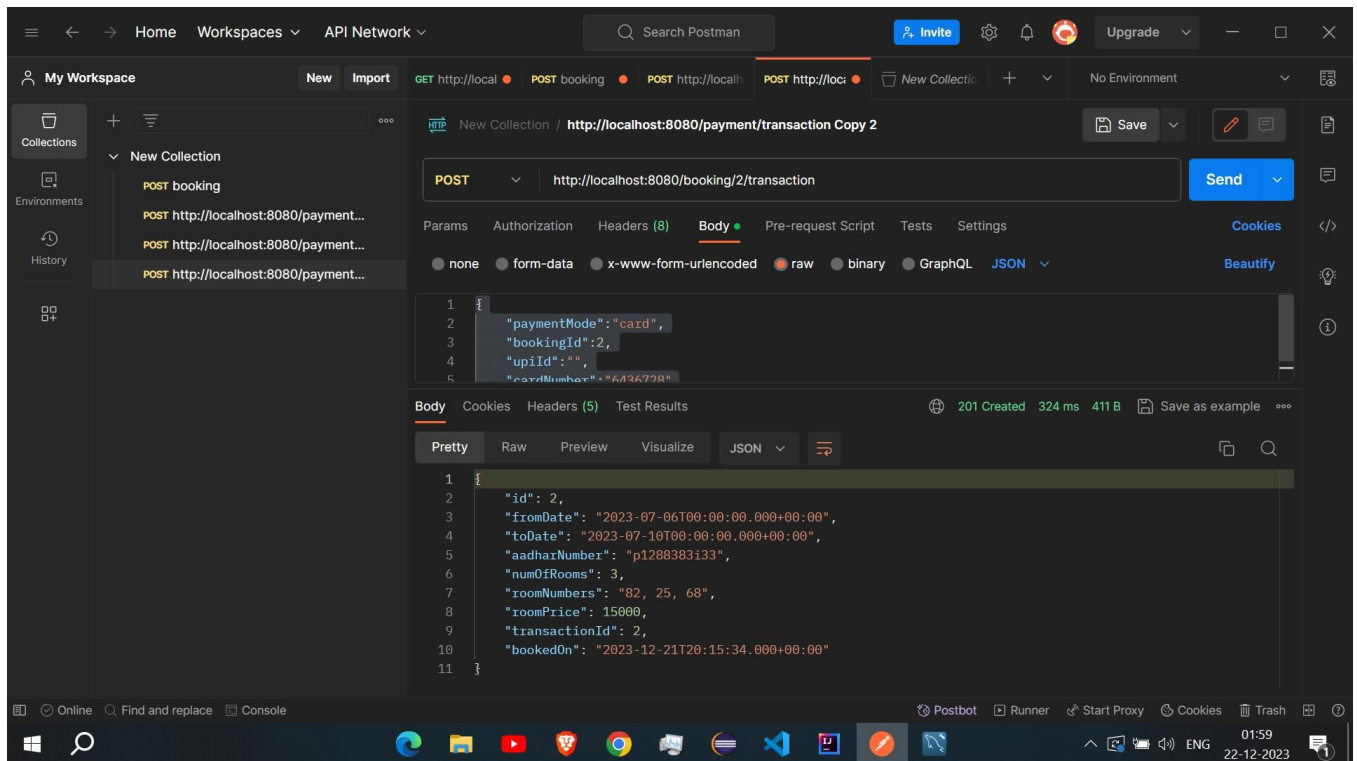 Home Workspaces API Network Search Postman Invite Upgrade
My Workspace New Import GET http://local POST booking POST http://localh POST http://loca New Collectio No Environment
Collections
New Collection / http://localhost:8080/payment/transaction Copy 2 Save
New Collection
POST booking
POST http://localhost:8080/payment...
POST http://localhost:8080/payment...
POST http://localhost:8080/payment...
Environments
History
POST http://localhost:8080/booking/2/transaction Send
Params Authorization Headers (8) Body Pre-request Script Tests Settings Cookies
none form-data x-www-form-urlencoded raw binary GraphQL JSON Beautify
1 {
2 "paymentMode":"card",
3 "bookingId":2,
4 "upiId":"",
5 "cardNumber":"6436728"
Body Cookies Headers (5) Test Results 201 Created 324 ms 411 B Save as example
Pretty Raw Preview Visualize JSON
1 {
2 "id": 2,
3 "fromDate": "2023-07-06T00:00:00.000+00:00",
4 "toDate": "2023-07-10T00:00:00.000+00:00",
5 "aadharNumber": "p1288383i33",
6 "numOfRooms": 3,
7 "roomNumbers": "82, 25, 68",
8 "roomPrice": 15000,
9 "transactionId": 2,
10 "bookedOn": "2023-12-21T20:15:34.000+00:00"
11 }
Online Find and replace Console Postbot Runner Start Proxy Cookies Trash
ENG 01:59
22-12-2023
1